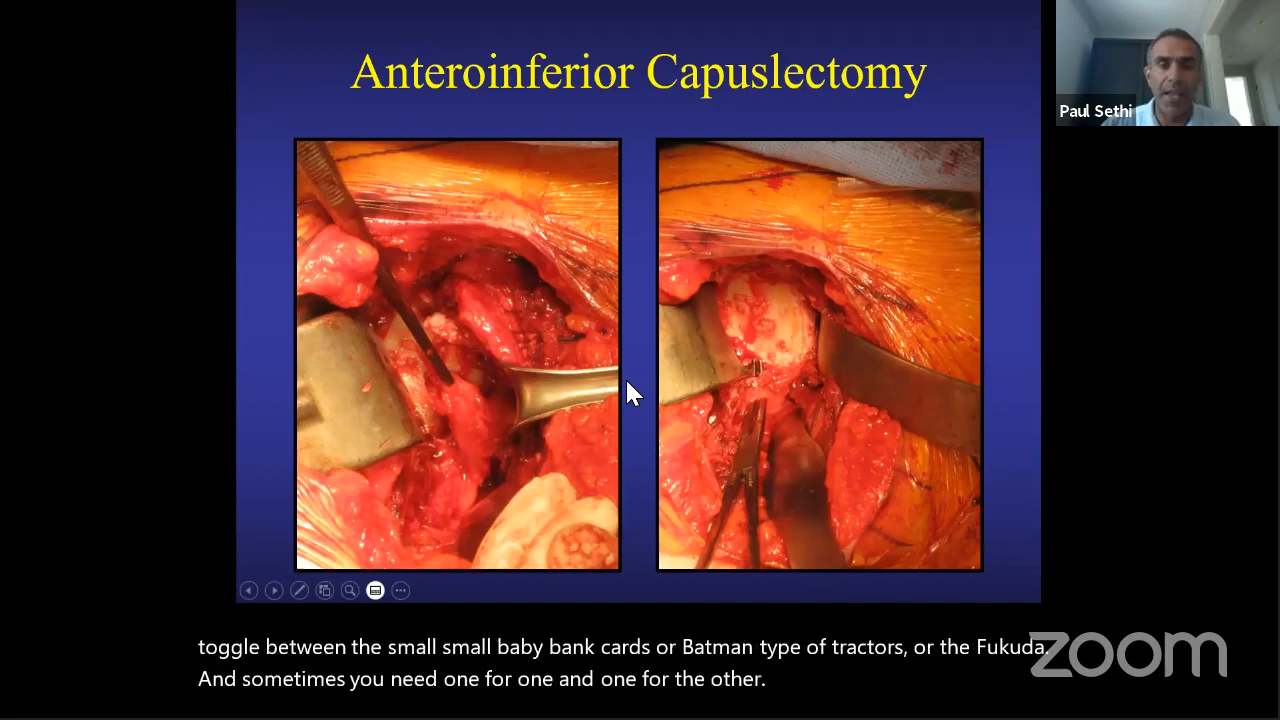 Anteroinferior Capuslectomy
Paul Sethi
toggle between the small small baby bank cards or Batman type of tractors, or the Fukuda.
And sometimes you need one for one and one for the other.
zoom